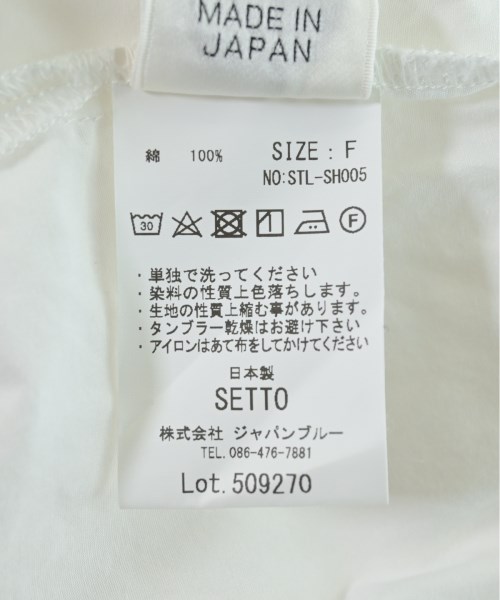 MADE IN
JAPAN
綿 100% SIZE : F
NO:STL-SH005
30 F
・単独で洗ってください
・染料の性質上色落ちします。
・生地の性質上縮む事があります。
・タンブラー乾燥はお避け下さい
・アイロンはあて布をしてかけてください
日本製
SETTO
株式会社 ジャパンブルー
TEL. 086-476-7881
Lot. 509270